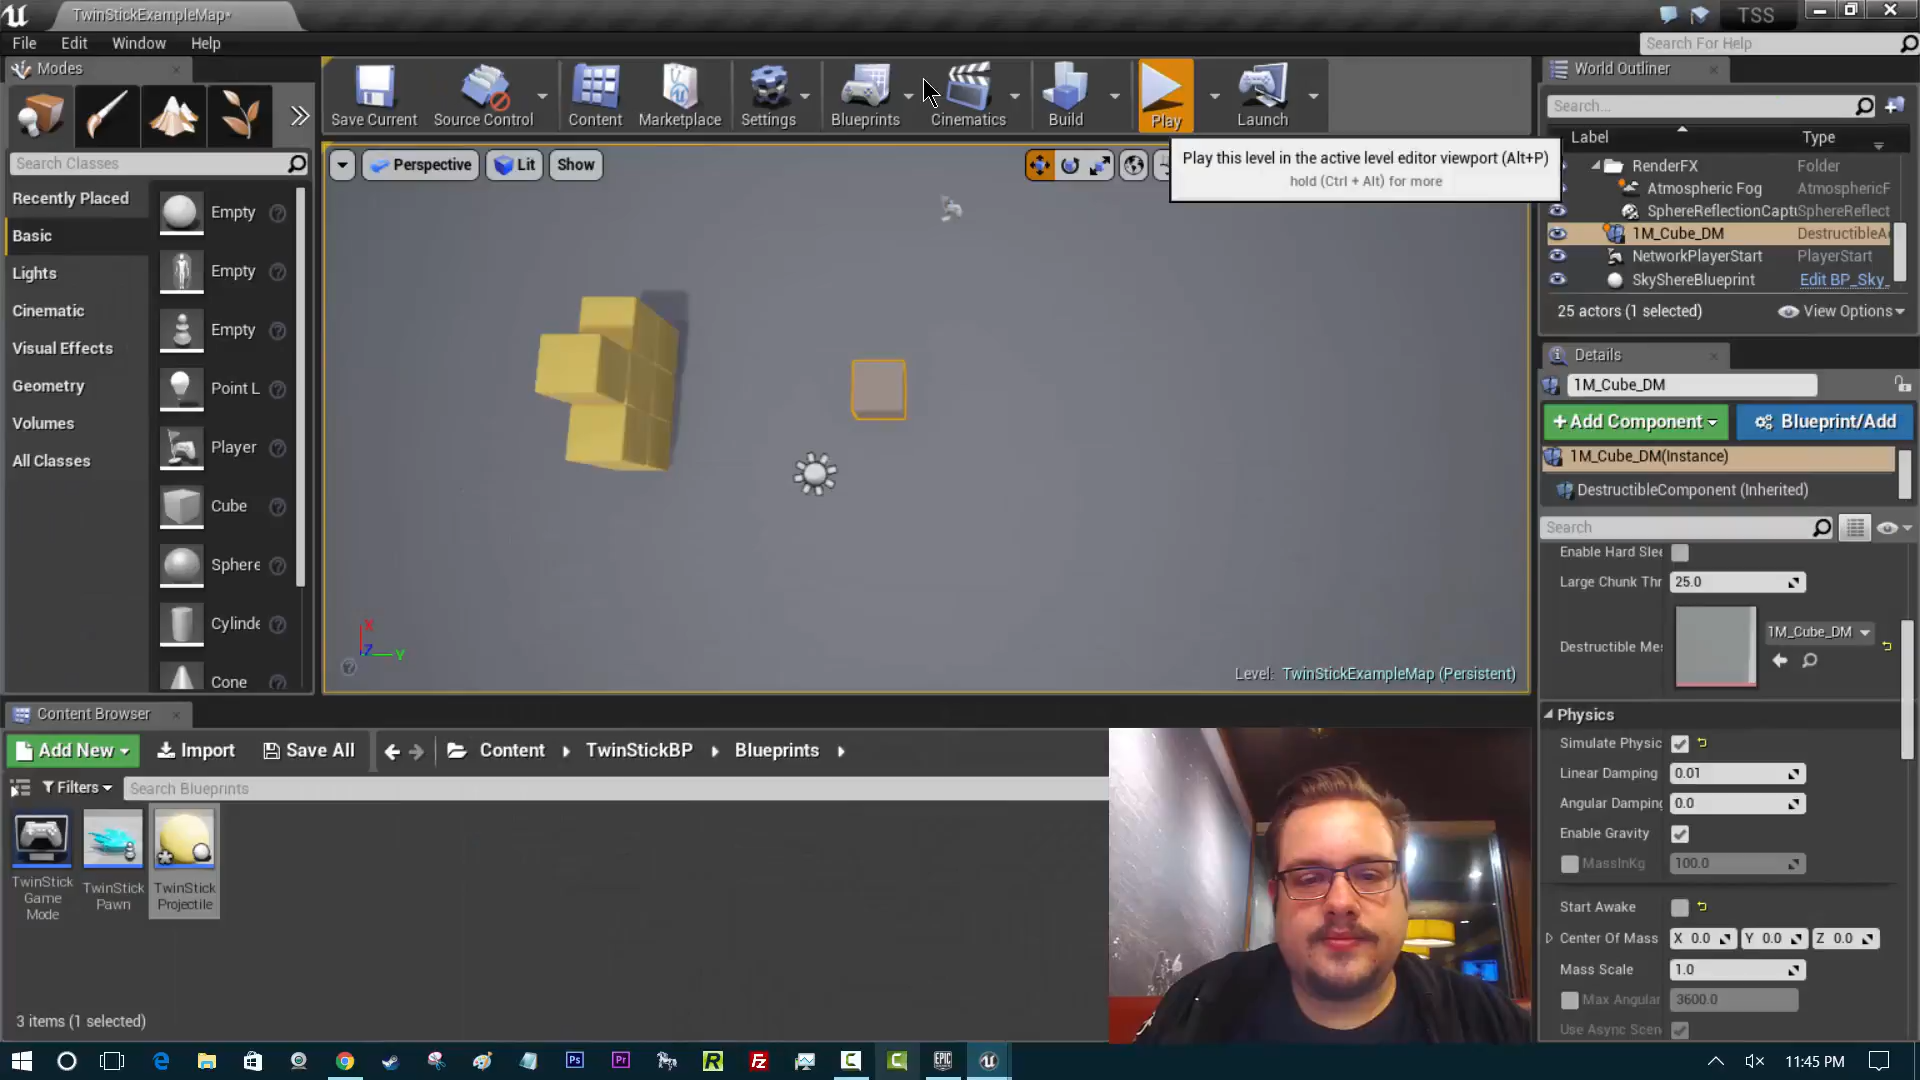 TwinStickExampleMap*
TSS
File Edit Window Help
Search For Help
Modes
Search Classes
Recently Placed
Basic
Lights
Cinematic
Visual Effects
Geometry
Volumes
All Classes
Empty
Empty
Empty
Point L
Player
Cube
Sphere
Cylinde
Cone
Save Current
Source Control
Content
Marketplace
Settings
Blueprints
Cinematics
Build
Play
Launch
Perspective
Lit
Show
Play this level in the active level editor viewport (Alt+P)
hold (Ctrl + Alt) for more
X
Z
Y
Level: TwinStickExampleMap (Persistent)
World Outliner
Search...
Label Type
RenderFX Folder
Atmospheric Fog AtmosphericF
SphereReflectionCaptu SphereReflect
1M_Cube_DM DestructibleA
NetworkPlayerStart PlayerStart
SkyShereBlueprint Edit BP_Sky_
25 actors (1 selected) View Options
Details
1M_Cube_DM
+Add Component Blueprint/Add
1M_Cube_DM(Instance)
DestructibleComponent (Inherited)
Search
Enable Hard Slee
Large Chunk Thr 25.0
Destructible Mes 1M_Cube_DM
Physics
Simulate Physic
Linear Damping 0.01
Angular Damping 0.0
Enable Gravity
MassInKg 100.0
Start Awake
Center Of Mass X 0.0 Y 0.0 Z 0.0
Mass Scale 1.0
Max Angular 3600.0
Use Async Scen
Content Browser
Add New Import Save All Content TwinStickBP Blueprints
Filters Search Blueprints
TwinStick
Game
Mode
TwinStick
Pawn
TwinStick
Projectile
3 items (1 selected)
Ps
Pr
R
Fz
EPIC
GAMES
11:45 PM